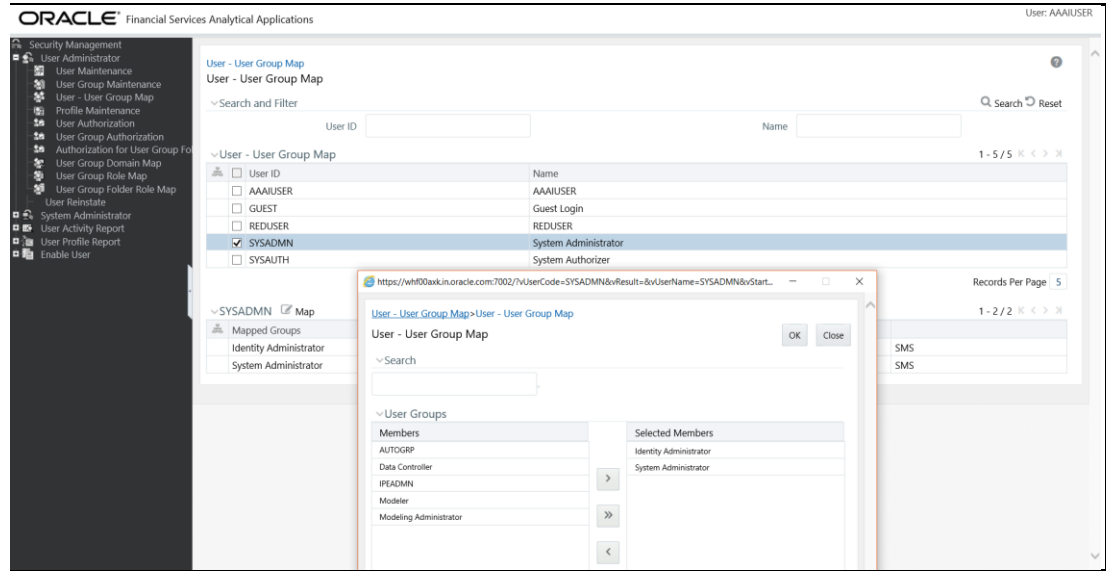 ORACLE® Financial Services Analytical Applications
User: AAAIUSER
Security Management
User Administrator
User Maintenance
User Group Maintenance
User - User Group Map
Profile Maintenance
User Authorization
User Group Authorization
Authorization for User Group Fo
User Group Domain Map
User Group Role Map
User Group Folder Role Map
User Reinstate
System Administrator
User Activity Report
User Profile Report
Enable User
User - User Group Map
User - User Group Map
Search and Filter
Search Reset
User ID Name
User - User Group Map 1 - 5 / 5
User ID Name
AAAIUSER AAAIUSER
GUEST Guest Login
REDUSER REDUSER
SYSADMN System Administrator
SYSAUTH System Authorizer
Records Per Page 5
SYSADMN Map 1 - 2 / 2
Mapped Groups
Identity Administrator SMS
System Administrator SMS
https://whf00axk.in.oracle.com:7002/?vUserCode=SYSADMN&vResult=&vUserName=SYSADMN&vStart...
User - User Group Map>User - User Group Map
User - User Group Map OK Close
Search
User Groups
Members Selected Members
AUTOGRP Identity Administrator
Data Controller System Administrator
IPEADMN
Modeler
Modeling Administrator